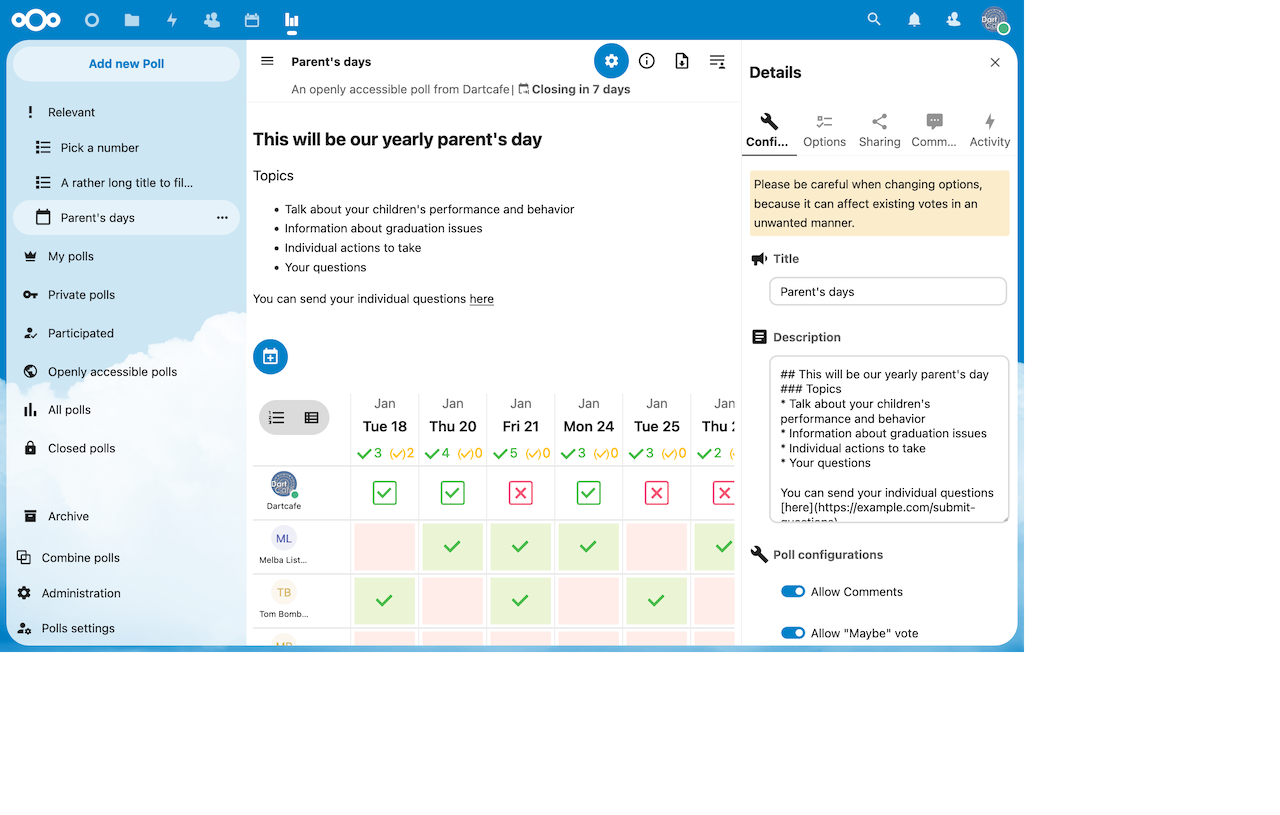 Add new Poll
Relevant
Pick a number
A rather long title to fil...
Parent's days
My polls
Private polls
Participated
Openly accessible polls
All polls
Closed polls
Archive
Combine polls
Administration
Polls settings
Parent's days
An openly accessible poll from Dartcafe | Closing in 7 days
This will be our yearly parent's day
Topics
• Talk about your children's performance and behavior
• Information about graduation issues
• Individual actions to take
• Your questions
You can send your individual questions here
Jan Jan Jan Jan Jan Jan
Tue 18 Thu 20 Fri 21 Mon 24 Tue 25 Thu
3 (✓)2 4 (✓)0 5 (✓)0 3 (✓)0 3 (✓)0 2
Dart
Dartcafe
ML
Melba List...
TB
Tom Bomb...
Details
Confi... Options Sharing Comm... Activity
Please be careful when changing options,
because it can affect existing votes in an
unwanted manner.
Title
Parent's days
Description
## This will be our yearly parent's day
### Topics
* Talk about your children's
performance and behavior
* Information about graduation issues
* Individual actions to take
* Your questions
You can send your individual questions
[here](https://example.com/submit-
questions)
Poll configurations
Allow Comments
Allow "Maybe" vote